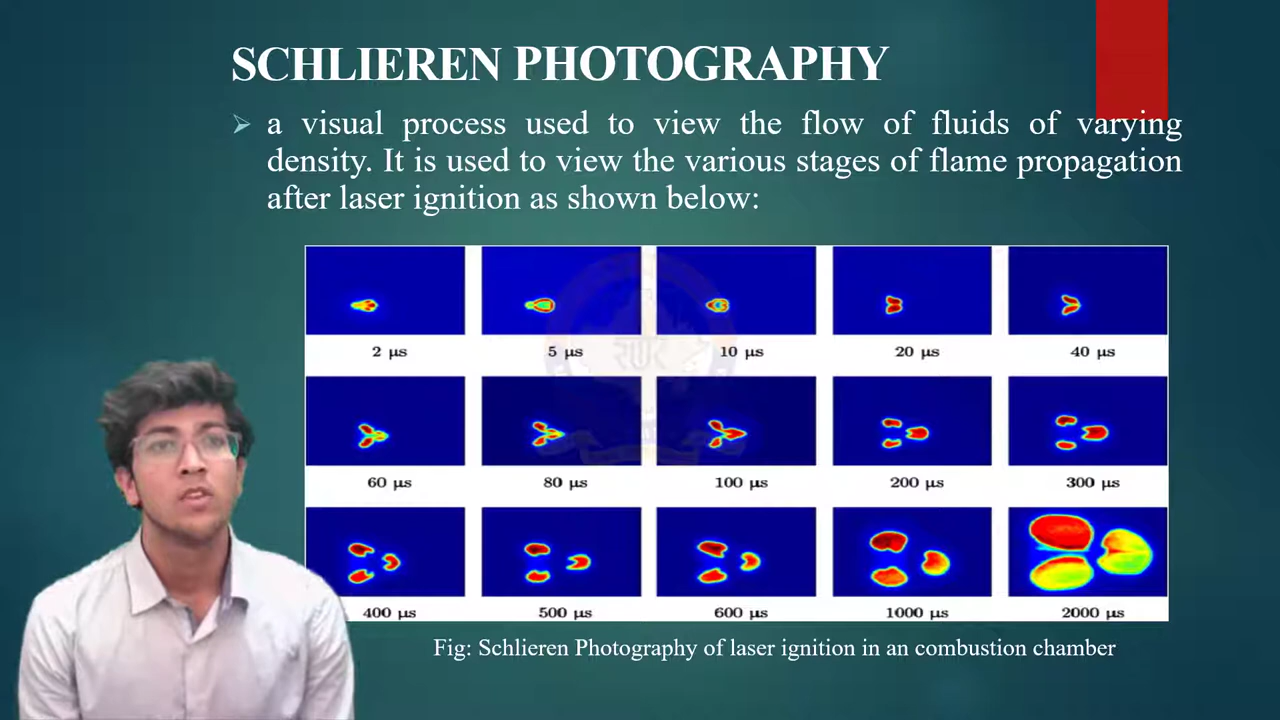 SCHLIEREN PHOTOGRAPHY
a visual process used to view the flow of fluids of varying
density. It is used to view the various stages of flame propagation
after laser ignition as shown below:
2 μs 5 μs 10 μs 20 μs 40 μs
60 μs 80 μs 100 μs 200 μs 300 μs
400 μs 500 μs 600 μs 1000 μs 2000 μs
Fig: Schlieren Photography of laser ignition in an combustion chamber